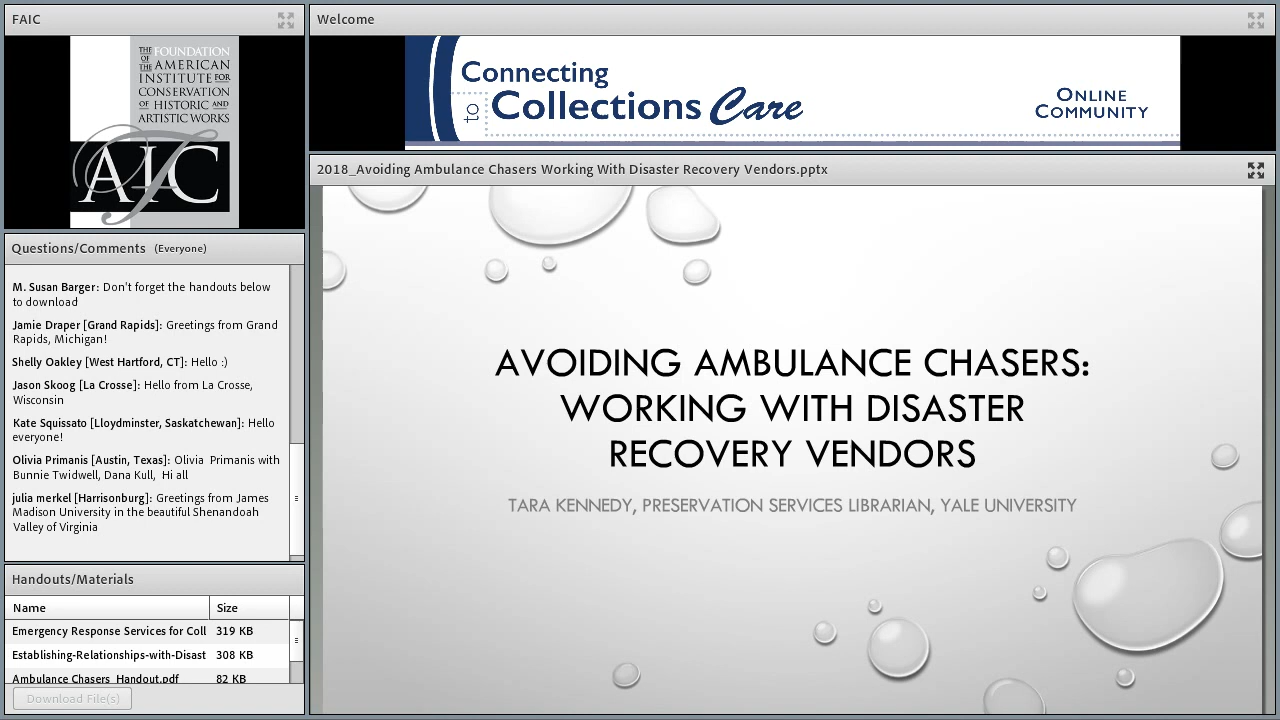 FAIC
THE FOUNDATION
OF THE AMERICAN
INSTITUTE FOR
CONSERVATION
OF HISTORIC AND
ARTISTIC WORKS
FAIC
Questions/Comments (Everyone)
M. Susan Barger: Don't forget the handouts below
to download
Jamie Draper [Grand Rapids]: Greetings from Grand
Rapids, Michigan!
Shelly Oakley [West Hartford, CT]: Hello :)
Jason Skoog [La Crosse]: Hello from La Crosse,
Wisconsin
Kate Squissato [Lloydminster, Saskatchewan]: Hello
everyone!
Olivia Primanis [Austin, Texas]: Olivia Primanis with
Bunnie Twidwell, Dana Kull, Hi all
julia merkel [Harrisonburg]: Greetings from James
Madison University in the beautiful Shenandoah
Valley of Virginia
Handouts/Materials
Name Size
Emergency Response Services for Coll 319 KB
Establishing-Relationships-with-Disast 308 KB
Ambulance Chasers_Handout.pdf 82 KB
Download File(s)
Welcome
Connecting
to Collections Care
ONLINE
COMMUNITY
2018_Avoiding Ambulance Chasers Working With Disaster Recovery Vendors.pptx
AVOIDING AMBULANCE CHASERS:
WORKING WITH DISASTER
RECOVERY VENDORS
TARA KENNEDY, PRESERVATION SERVICES LIBRARIAN, YALE UNIVERSITY